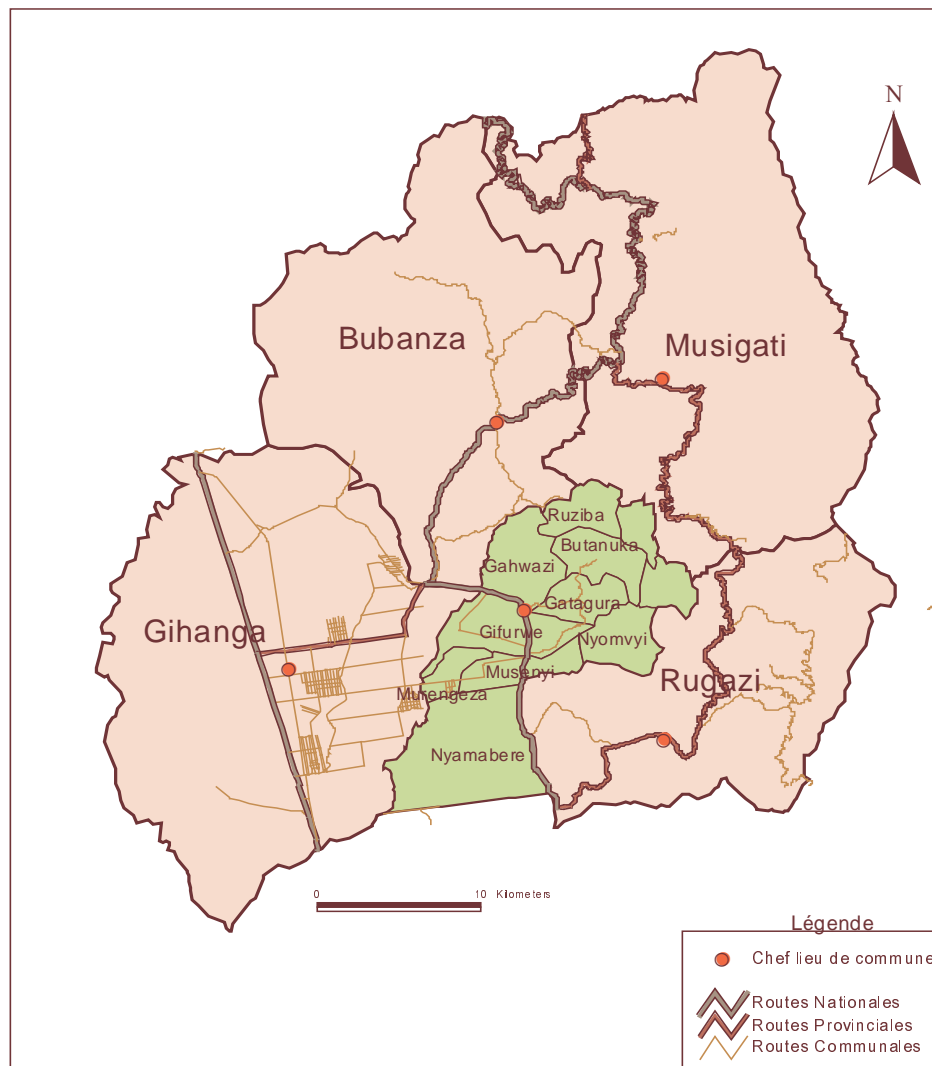 N
Bubanza
Musigati
Ruziba
Butanuka
Gahwazi
Gatagura
Gihanga
Gifurwe
Nyomvyi
Musenyi
Rugazi
Murengeza
Nyamabere
0 10 Kilometers
Légende
Chef lieu de commune
Routes Nationales
Routes Provinciales
Routes Communales